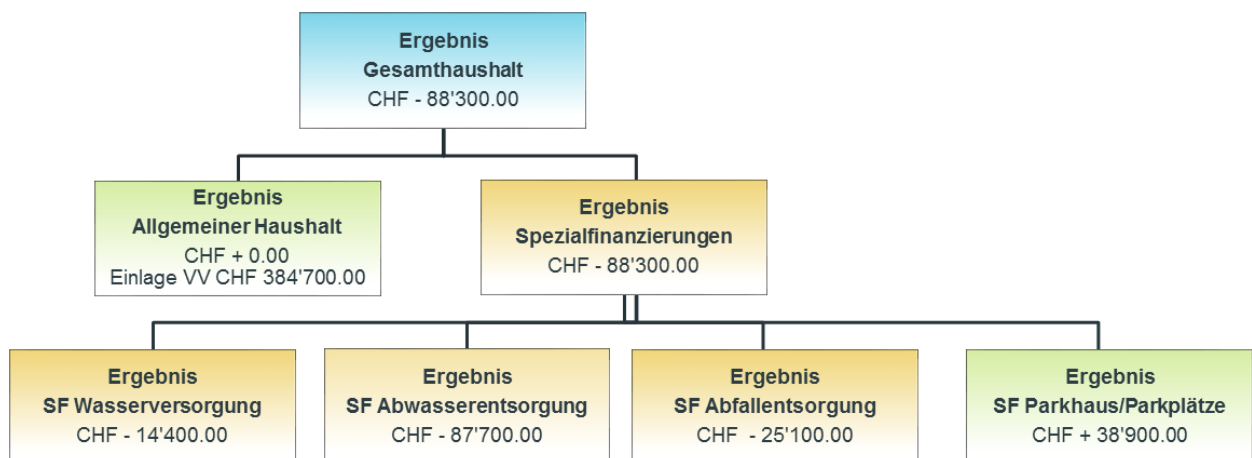 Ergebnis
Gesamthaushalt
CHF - 88'300.00
Ergebnis
Allgemeiner Haushalt
CHF + 0.00
Einlage VV CHF 384'700.00
Ergebnis
Spezialfinanzierungen
CHF - 88'300.00
Ergebnis
SF Wasserversorgung
CHF - 14'400.00
Ergebnis
SF Abwasserentsorgung
CHF - 87'700.00
Ergebnis
SF Abfallentsorgung
CHF - 25'100.00
Ergebnis
SF Parkhaus/Parkplätze
CHF + 38'900.00